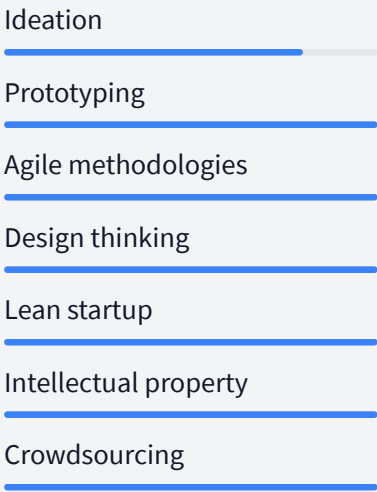 Ideation
Prototyping
Agile methodologies
Design thinking
Lean startup
Intellectual property
Crowdsourcing